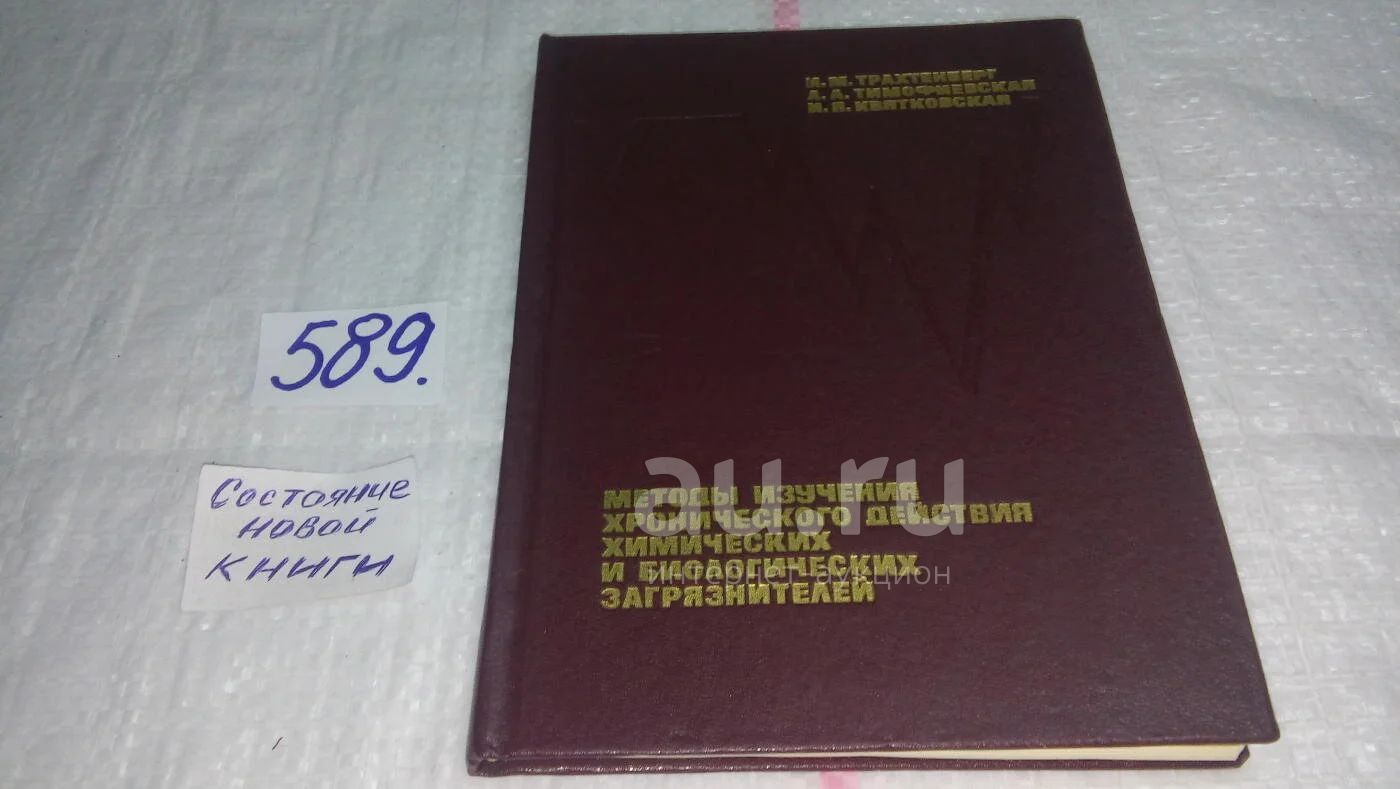 И. М. ТРАХТЕНБЕРГ
Л. А. ТИМОФИЕВСКАЯ
И. Я. КВЯТКОВСКАЯ
589.
Состояние
новой
книги
au.ru
интернет аукцион
МЕТОДЫ ИЗУЧЕНИЯ
ХРОНИЧЕСКОГО ДЕЙСТВИЯ
ХИМИЧЕСКИХ
И БИОЛОГИЧЕСКИХ
ЗАГРЯЗНИТЕЛЕЙ